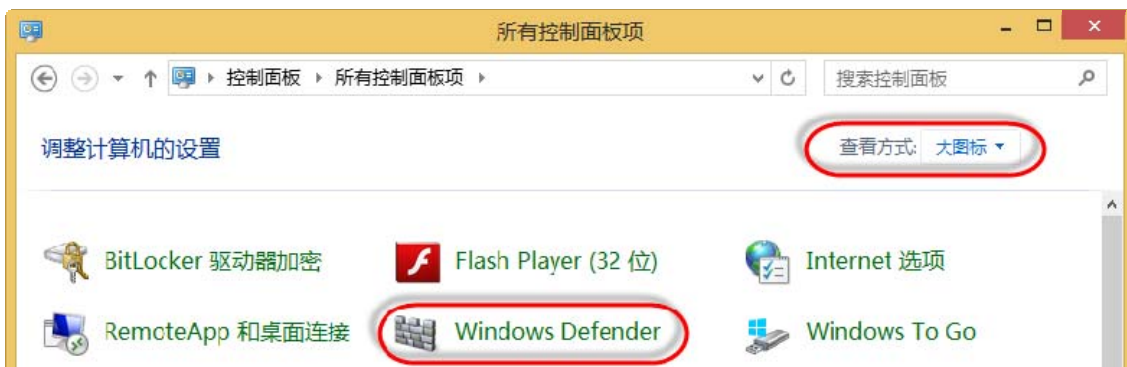 所有控制面板项
控制面板 所有控制面板项
搜索控制面板
调整计算机的设置
查看方式: 大图标
BitLocker 驱动器加密
Flash Player (32 位)
Internet 选项
RemoteApp 和桌面连接
Windows Defender
Windows To Go